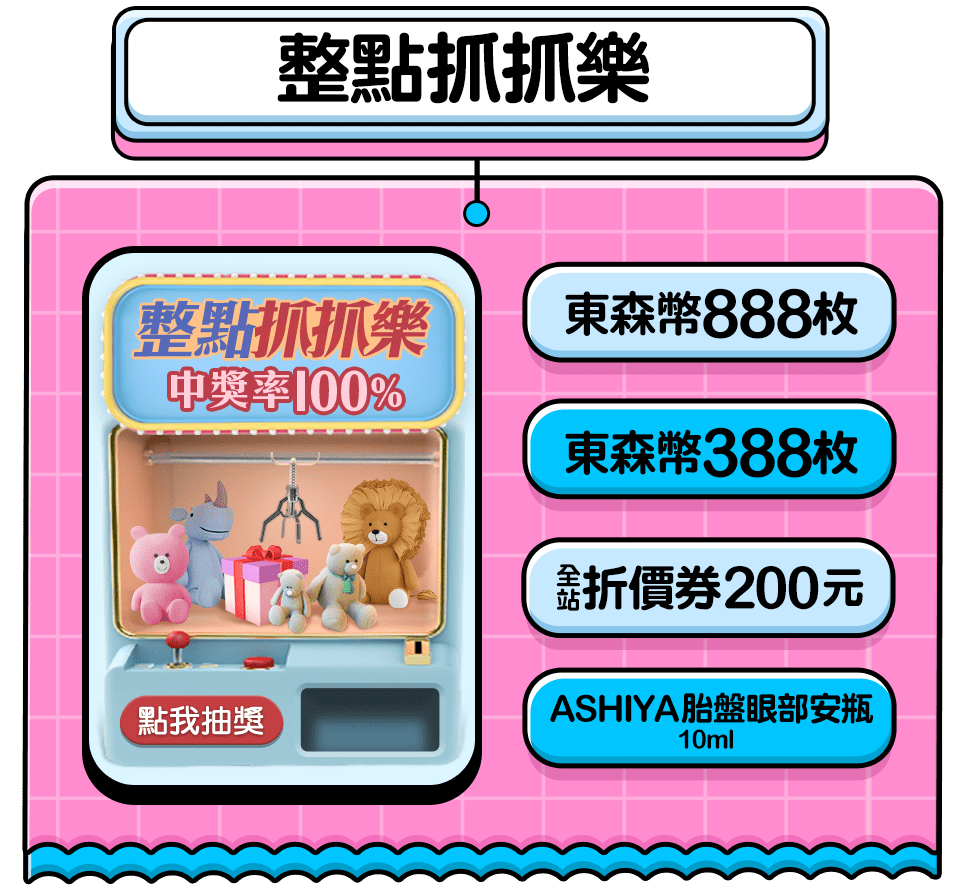 整點抓抓樂
整點抓抓樂
中獎率100%
點我抽獎
東森幣888枚
東森幣388枚
全站折價券200元
ASHIYA胎盤眼部安瓶
10ml